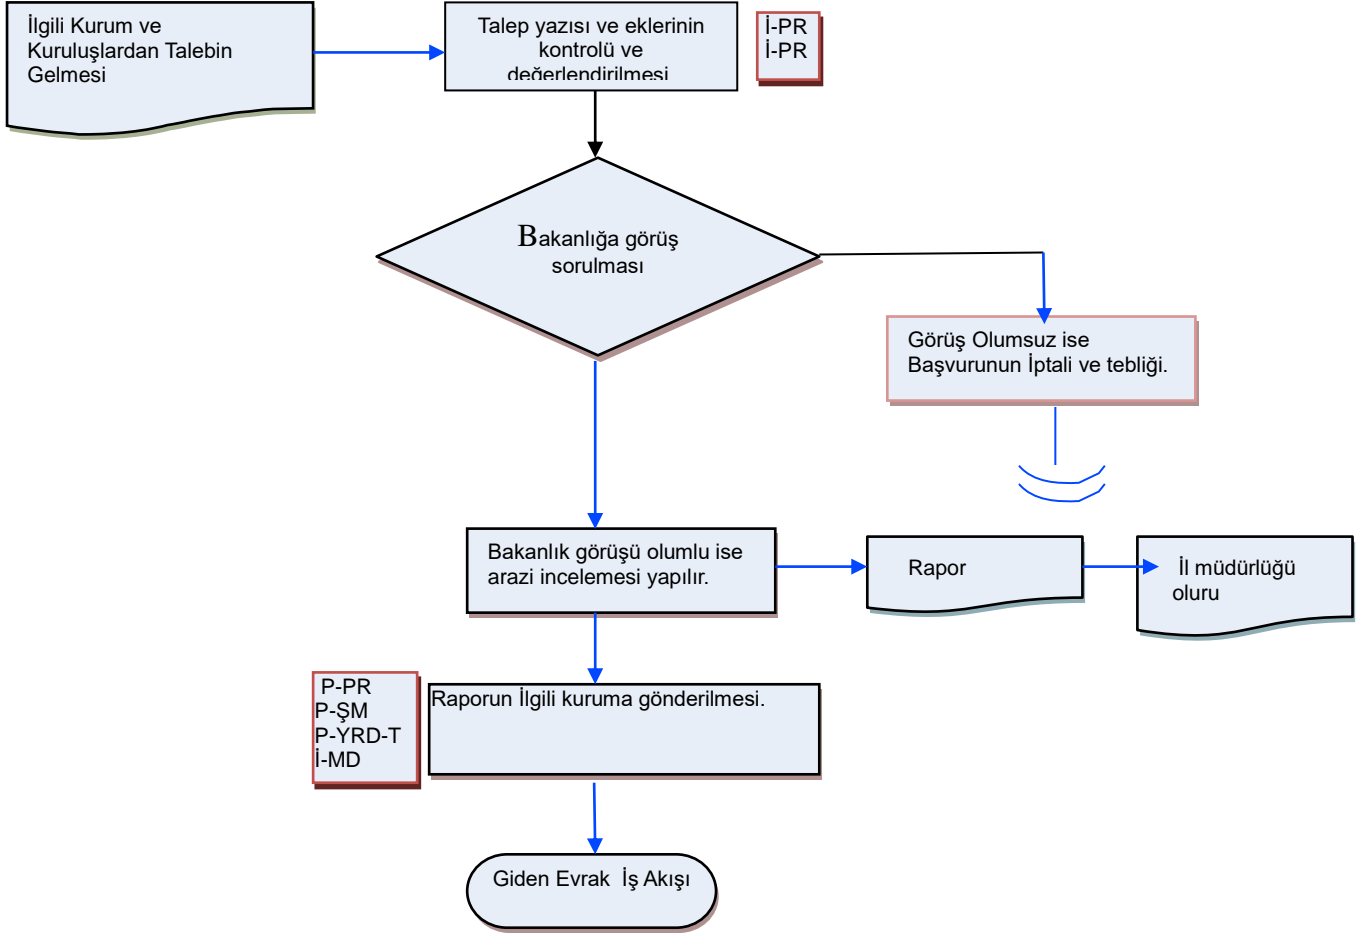 İlgili Kurum ve
Kuruluşlardan Talebin
Gelmesi
Talep yazısı ve eklerinin
kontrolü ve
değerlendirilmesi
İ-PR
İ-PR
Bakanlığa görüş
sorulması
Görüş Olumsuz ise
Başvurunun İptali ve tebliği.
Bakanlık görüşü olumlu ise
arazi incelemesi yapılır.
Rapor
İl müdürlüğü
oluru
P-PR
P-ŞM
P-YRD-T
İ-MD
Raporun İlgili kuruma gönderilmesi.
Giden Evrak İş Akışı